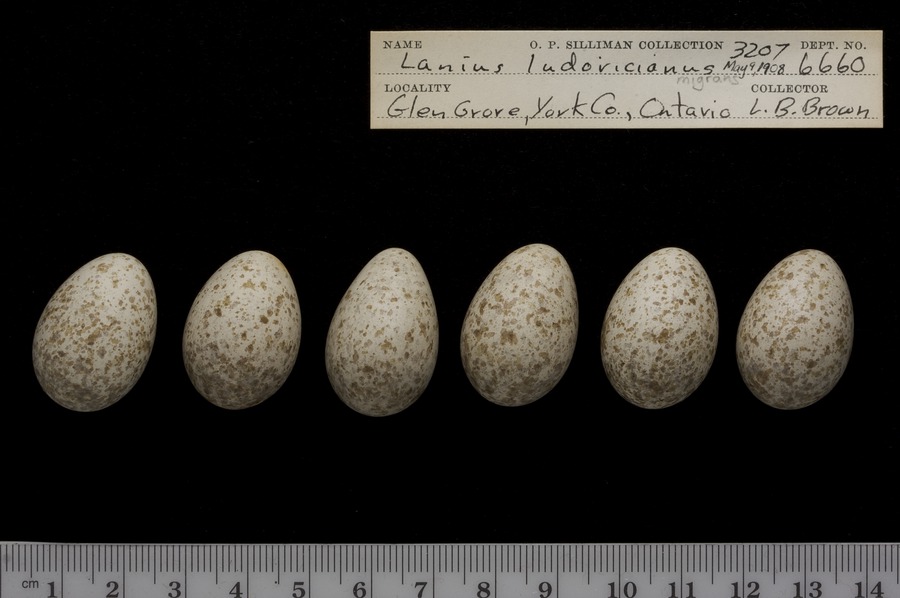 NAME O. P. SILLIMAN COLLECTION 3207 DEPT. NO.
Lanius ludovicianus May 9, 1908 6660
migrans
LOCALITY COLLECTOR
Glen Grove, York Co., Ontario L. B. Brown
cm 1 2 3 4 5 6 7 8 9 10 11 12 13 14